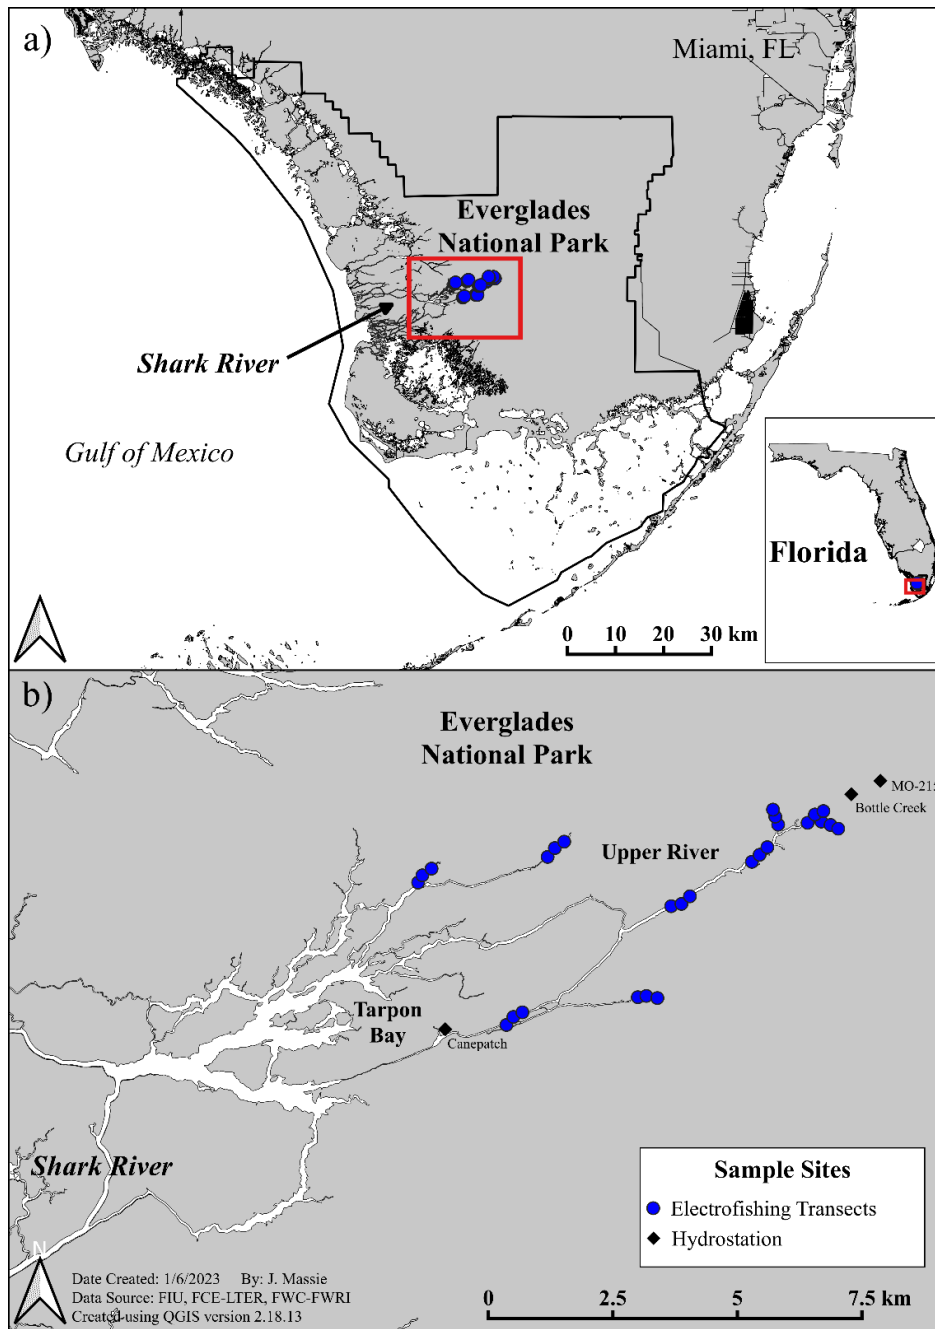 a)
Miami, FL
Everglades
National Park
Shark River
Gulf of Mexico
Florida
0 10 20 30 km
b)
Everglades
National Park
MO-215
Bottle Creek
Upper River
Tarpon
Bay
Canepatch
Shark River
Sample Sites
Electrofishing Transects
Hydrostation
N
Date Created: 1/6/2023 By: J. Massie
Data Source: FIU, FCE-LTER, FWC-FWRI
Created using QGIS version 2.18.13
0 2.5 5 7.5 km